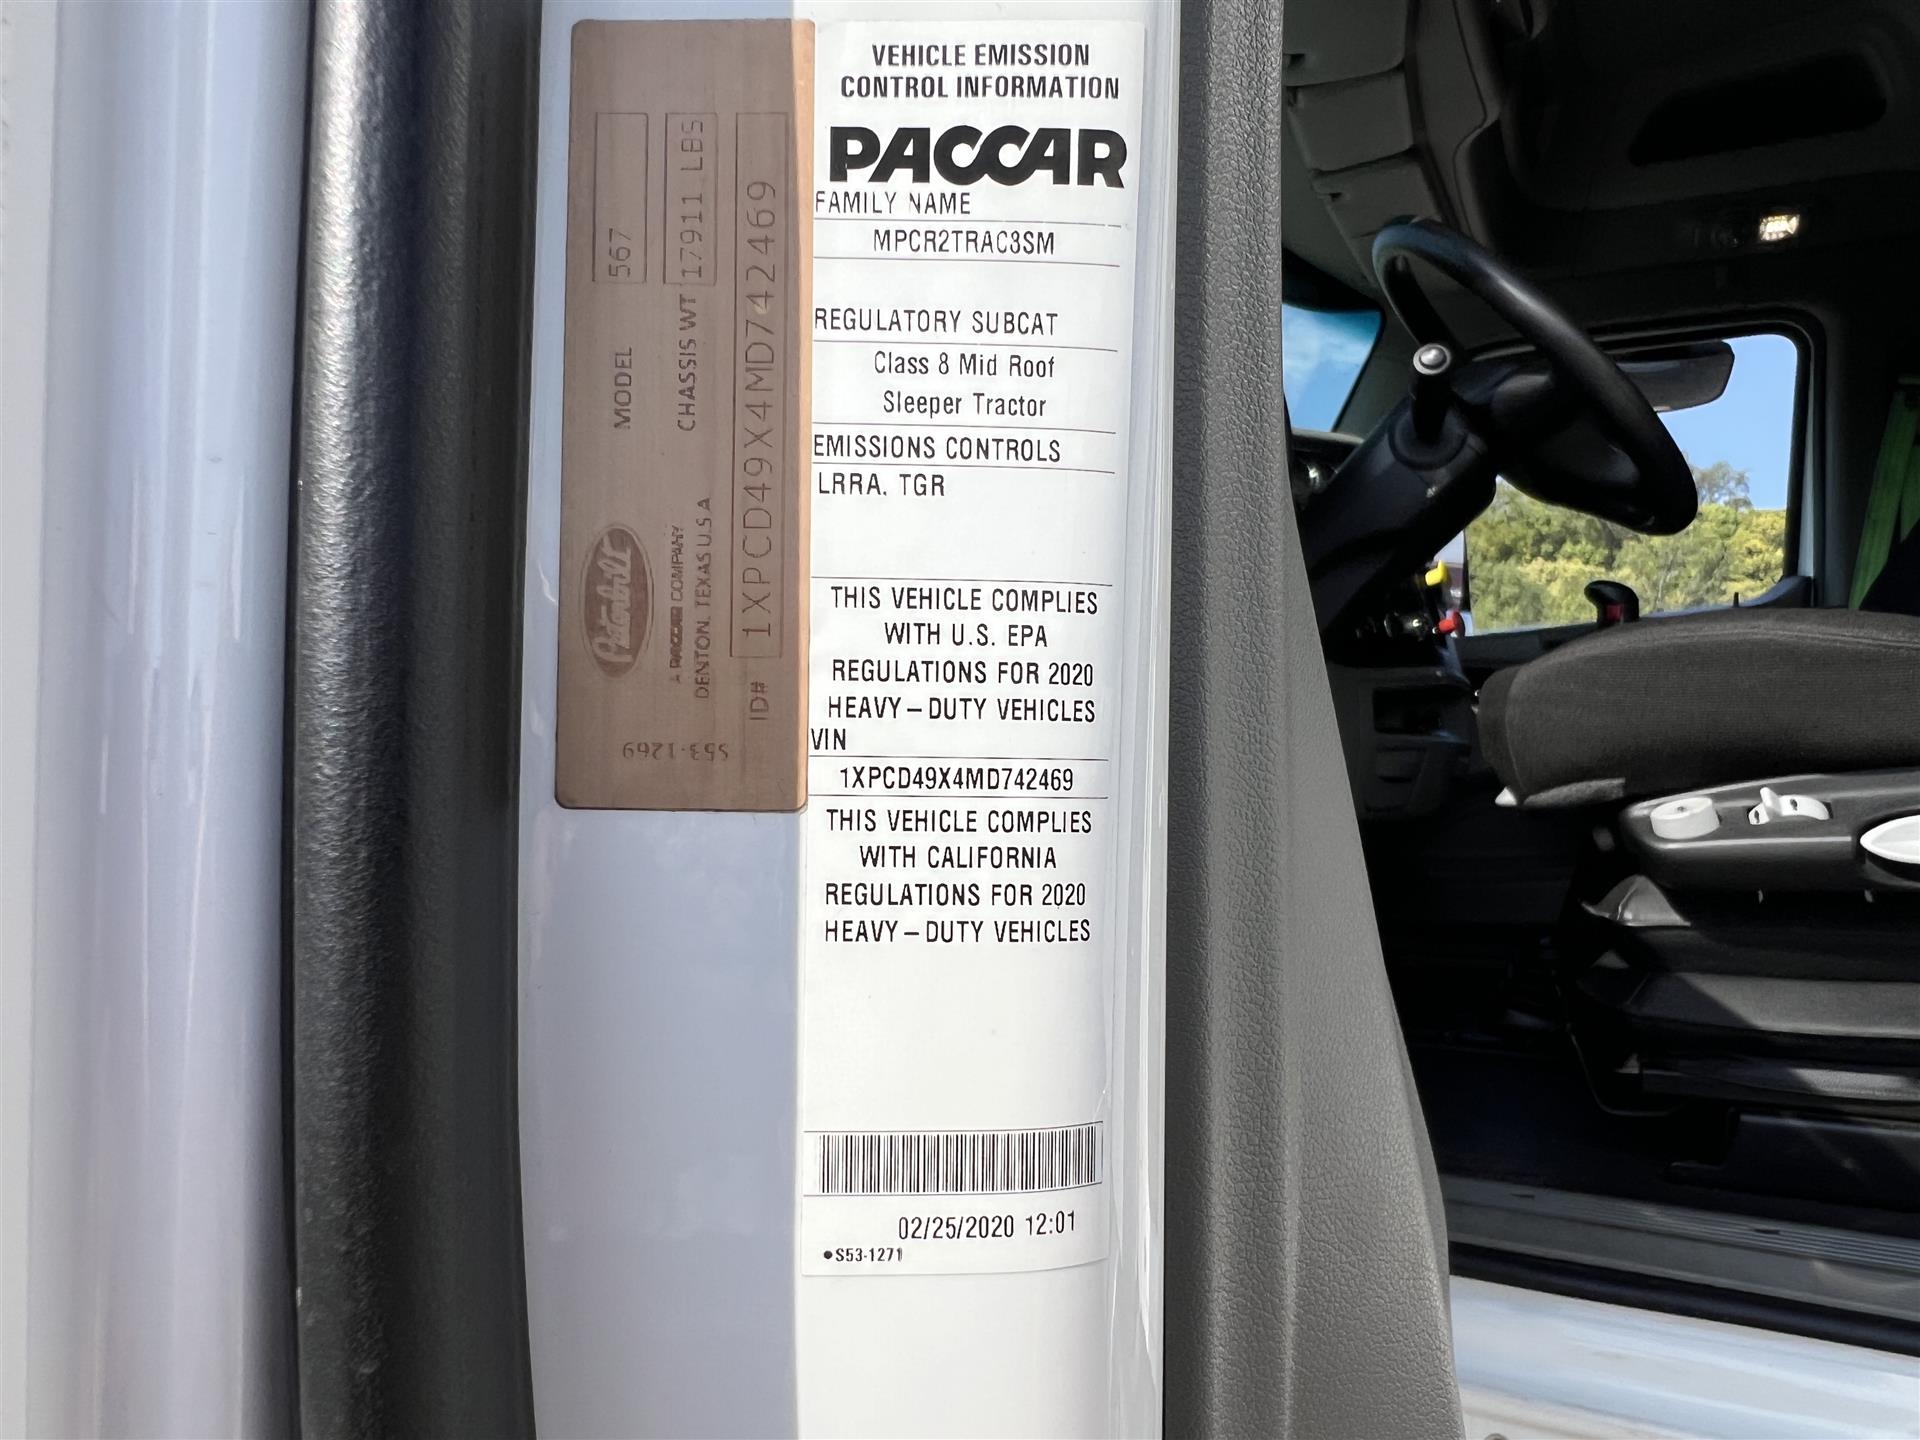 Peterbilt
A PACCAR COMPANY
DENTON, TEXAS U.S.A
MODEL 567
CHASSIS WT 17911 LBS
ID# 1XPCD49X4MD742469
S53-1269
VEHICLE EMISSION
CONTROL INFORMATION
PACCAR
FAMILY NAME
MPCR2TRAC3SM
REGULATORY SUBCAT
Class 8 Mid Roof
Sleeper Tractor
EMISSIONS CONTROLS
LRRA. TGR
THIS VEHICLE COMPLIES
WITH U.S. EPA
REGULATIONS FOR 2020
HEAVY–DUTY VEHICLES
VIN
1XPCD49X4MD742469
THIS VEHICLE COMPLIES
WITH CALIFORNIA
REGULATIONS FOR 2020
HEAVY–DUTY VEHICLES
02/25/2020 12:01
•S53-1271